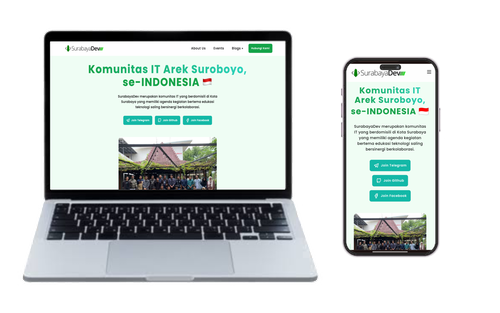 SurabayaDev
About Us
Events
Blogs
Hubungi Kami
Komunitas IT Arek Suroboyo,
se-INDONESIA
SurabayaDev merupakan komunitas IT yang berdomisili di Kota
Surabaya yang memiliki agenda kegiatan bertema edukasi
teknologi saling bersinergi berkolaborasi.
Join Telegram
Join Github
Join Facebook
SurabayaDev
Komunitas IT
Arek Suroboyo,
se-INDONESIA
SurabayaDev merupakan komunitas
IT yang berdomisili di Kota Surabaya
yang memiliki agenda kegiatan
bertema edukasi teknologi saling
bersinergi berkolaborasi.
Join Telegram
Join Github
Join Facebook